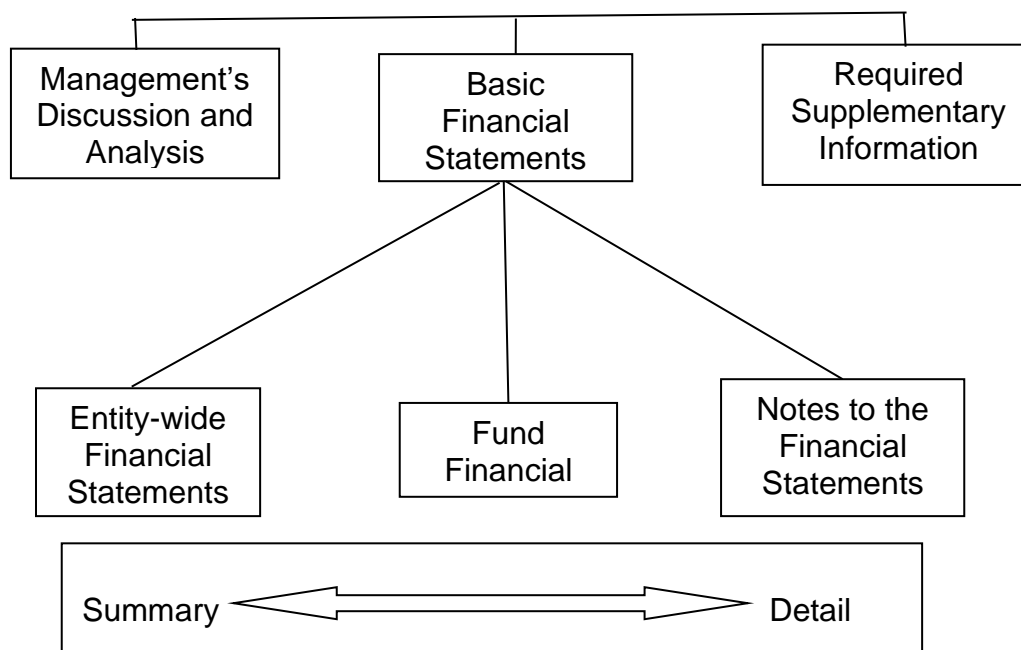 Management’s
Discussion and
Analysis
Basic
Financial
Statements
Required
Supplementary
Information
Entity-wide
Financial
Statements
Fund
Financial
Notes to the
Financial
Statements
Summary
Detail